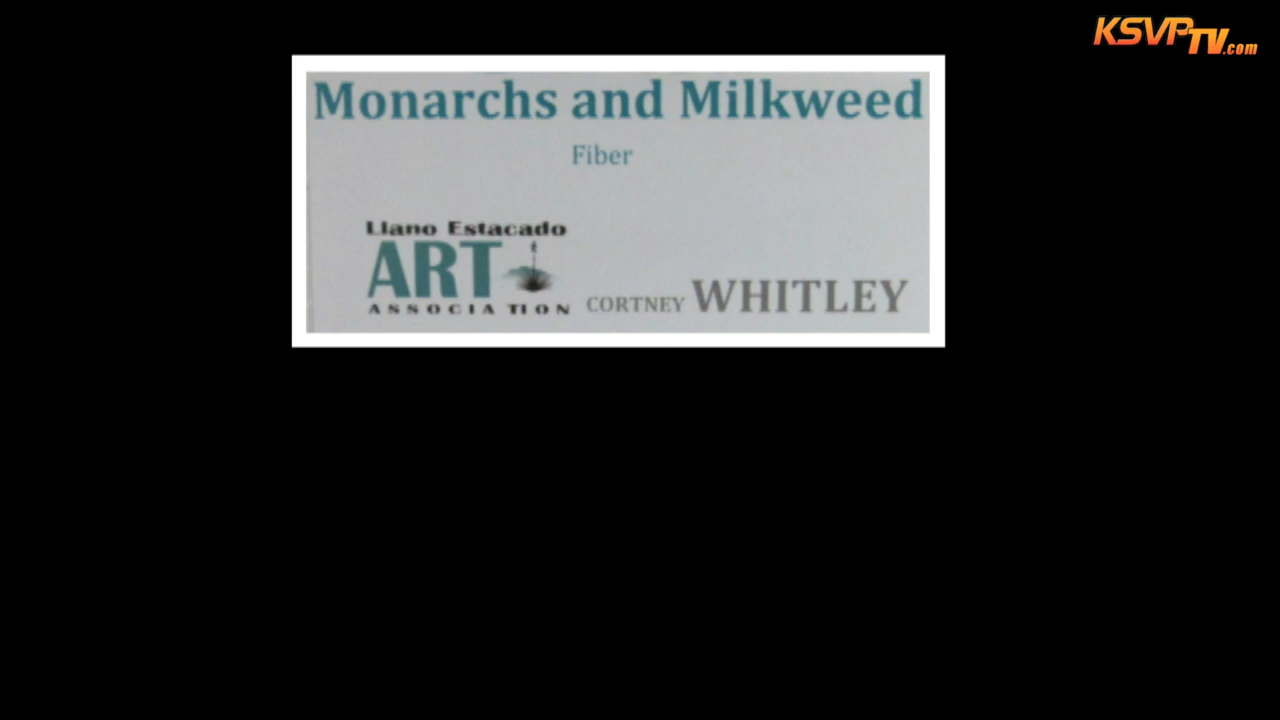 KSVPTV.com
Monarchs and Milkweed
Fiber
Llano Estacado
ART
ASSOCIATION
CORTNEY WHITLEY